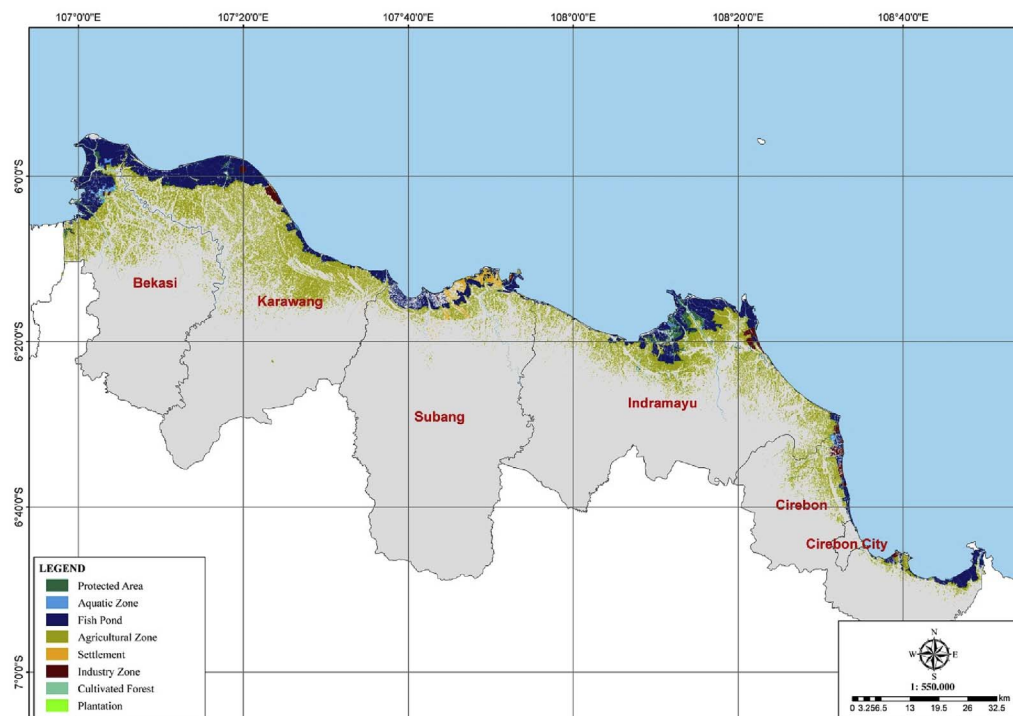 107°0'0"E 107°20'0"E 107°40'0"E 108°0'0"E 108°20'0"E 108°40'0"E
6°0'0"S
6°20'0"S
6°40'0"S
7°0'0"S
Bekasi
Karawang
Subang
Indramayu
Cirebon
Cirebon City
LEGEND
Protected Area
Aquatic Zone
Fish Pond
Agricultural Zone
Settlement
Industry Zone
Cultivated Forest
Plantation
N
W E
S
1: 550.000
km
0 3.256.5 13 19.5 26 32.5